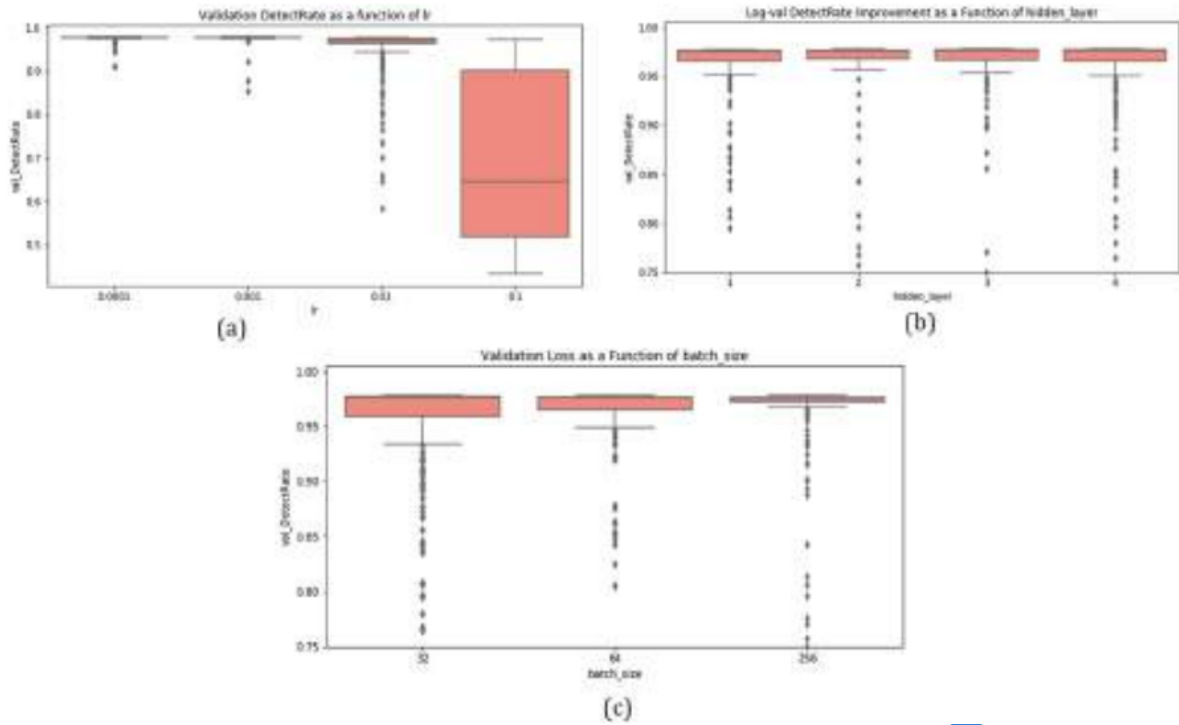 Validation DetectRate as a function of lr
1.0
0.9
0.8
0.7
0.6
0.5
val_DetectRate
0.0001 0.001 0.01 0.1
lr
(a)
Log-val DetectRate Improvement as a Function of hidden_layer
1.00
0.95
0.90
0.85
0.80
0.75
val_DetectRate
1 2 3 4
hidden_layer
(b)
Validation Loss as a Function of batch_size
1.00
0.95
0.90
0.85
0.80
0.75
val_DetectRate
32 64 256
batch_size
(c)